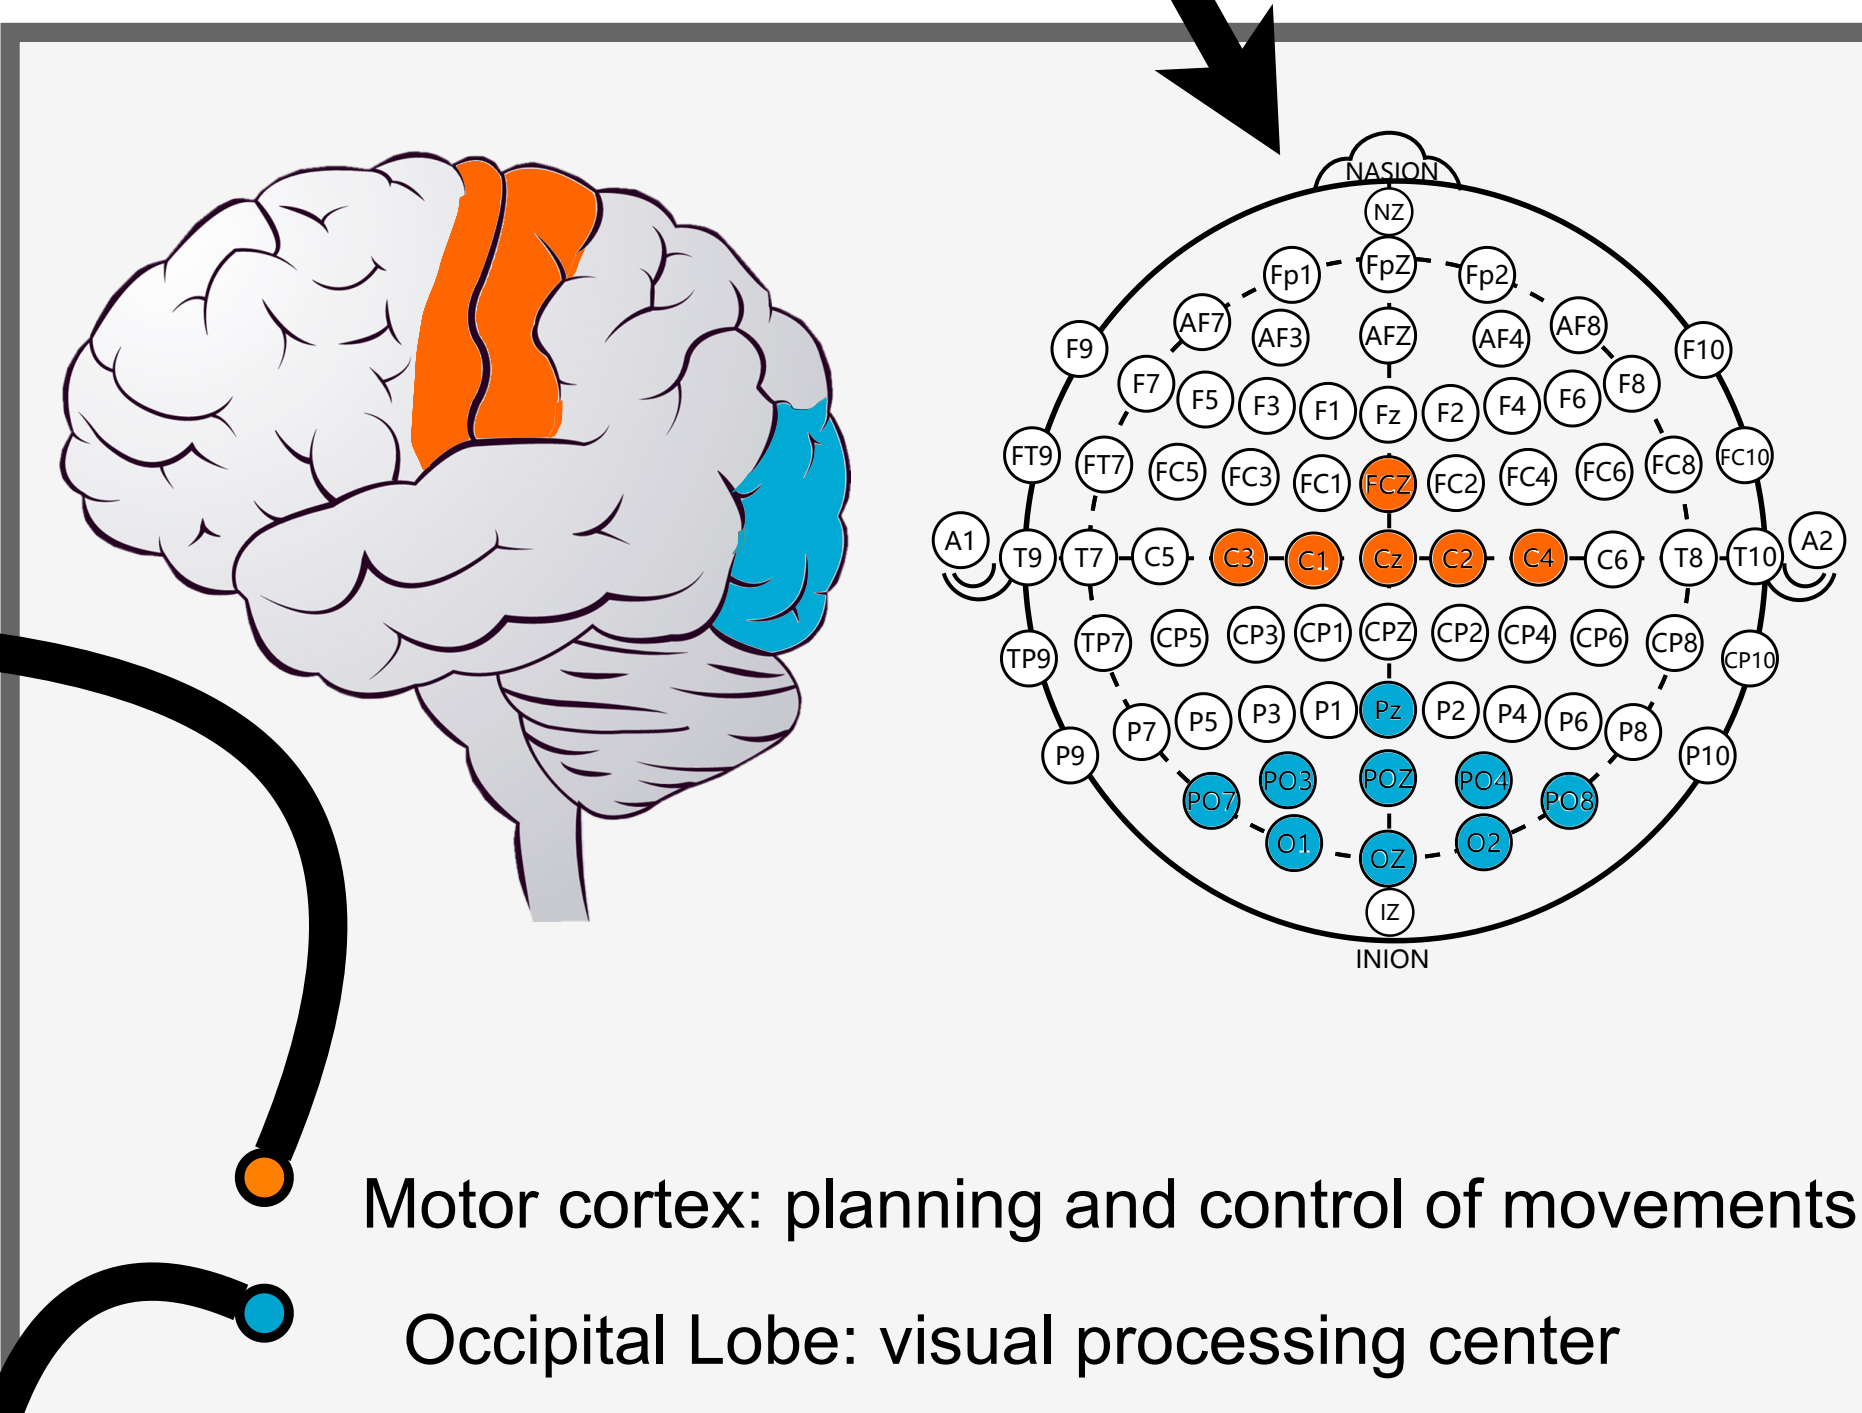 NASION
NZ
Fp1 FpZ Fp2
AF7 AF3 AFZ AF4 AF8
F9 F7 F5 F3 F1 Fz F2 F4 F6 F8 F10
FT9 FT7 FC5 FC3 FC1 FCZ FC2 FC4 FC6 FC8 FC10
A1 T9 T7 C5 C3 C1 Cz C2 C4 C6 T8 T10 A2
TP9 TP7 CP5 CP3 CP1 CPZ CP2 CP4 CP6 CP8 CP10
P9 P7 P5 P3 P1 Pz P2 P4 P6 P8 P10
PO7 PO3 POZ PO4 PO8
O1 OZ O2
IZ
INION
Motor cortex: planning and control of movements
Occipital Lobe: visual processing center